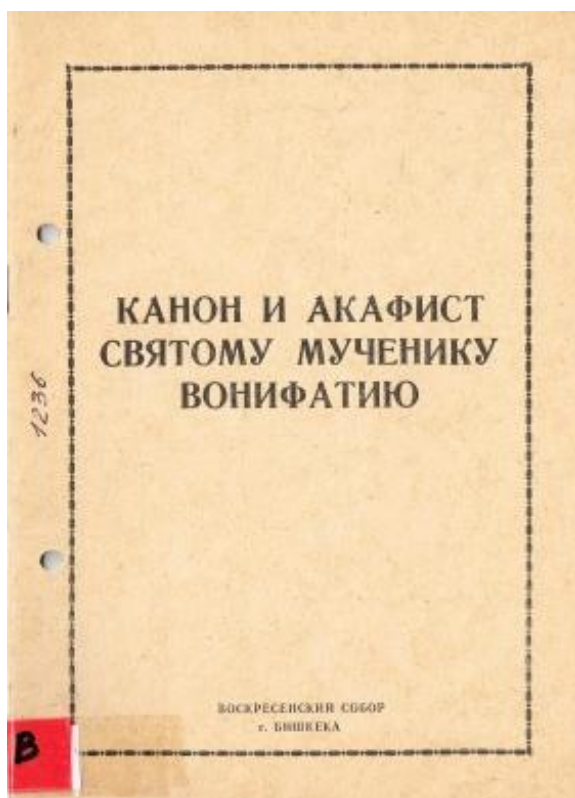 КАНОН И АКАФИСТ
СВЯТОМУ МУЧЕНИКУ
ВОНИФАТИЮ
1236
ВОСКРЕСЕНСКИЙ СОБОР
г. БИШКЕКА
В